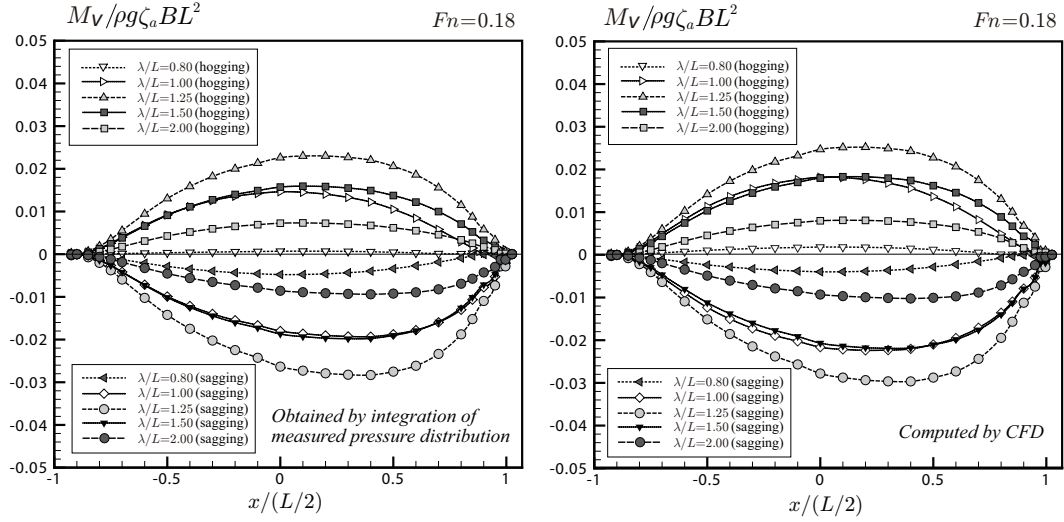 M_V/ρgζ_aBL²
Fn=0.18
0.05
0.04
0.03
0.02
0.01
0
-0.01
-0.02
-0.03
-0.04
-0.05
λ/L=0.80 (hogging)
λ/L=1.00 (hogging)
λ/L=1.25 (hogging)
λ/L=1.50 (hogging)
λ/L=2.00 (hogging)
λ/L=0.80 (sagging)
λ/L=1.00 (sagging)
λ/L=1.25 (sagging)
λ/L=1.50 (sagging)
λ/L=2.00 (sagging)
Obtained by integration of
measured pressure distribution
-1 -0.5 0 0.5 1
x/(L/2)
M_V/ρgζ_aBL²
Fn=0.18
0.05
0.04
0.03
0.02
0.01
0
-0.01
-0.02
-0.03
-0.04
-0.05
λ/L=0.80 (hogging)
λ/L=1.00 (hogging)
λ/L=1.25 (hogging)
λ/L=1.50 (hogging)
λ/L=2.00 (hogging)
λ/L=0.80 (sagging)
λ/L=1.00 (sagging)
λ/L=1.25 (sagging)
λ/L=1.50 (sagging)
λ/L=2.00 (sagging)
Computed by CFD
-1 -0.5 0 0.5 1
x/(L/2)